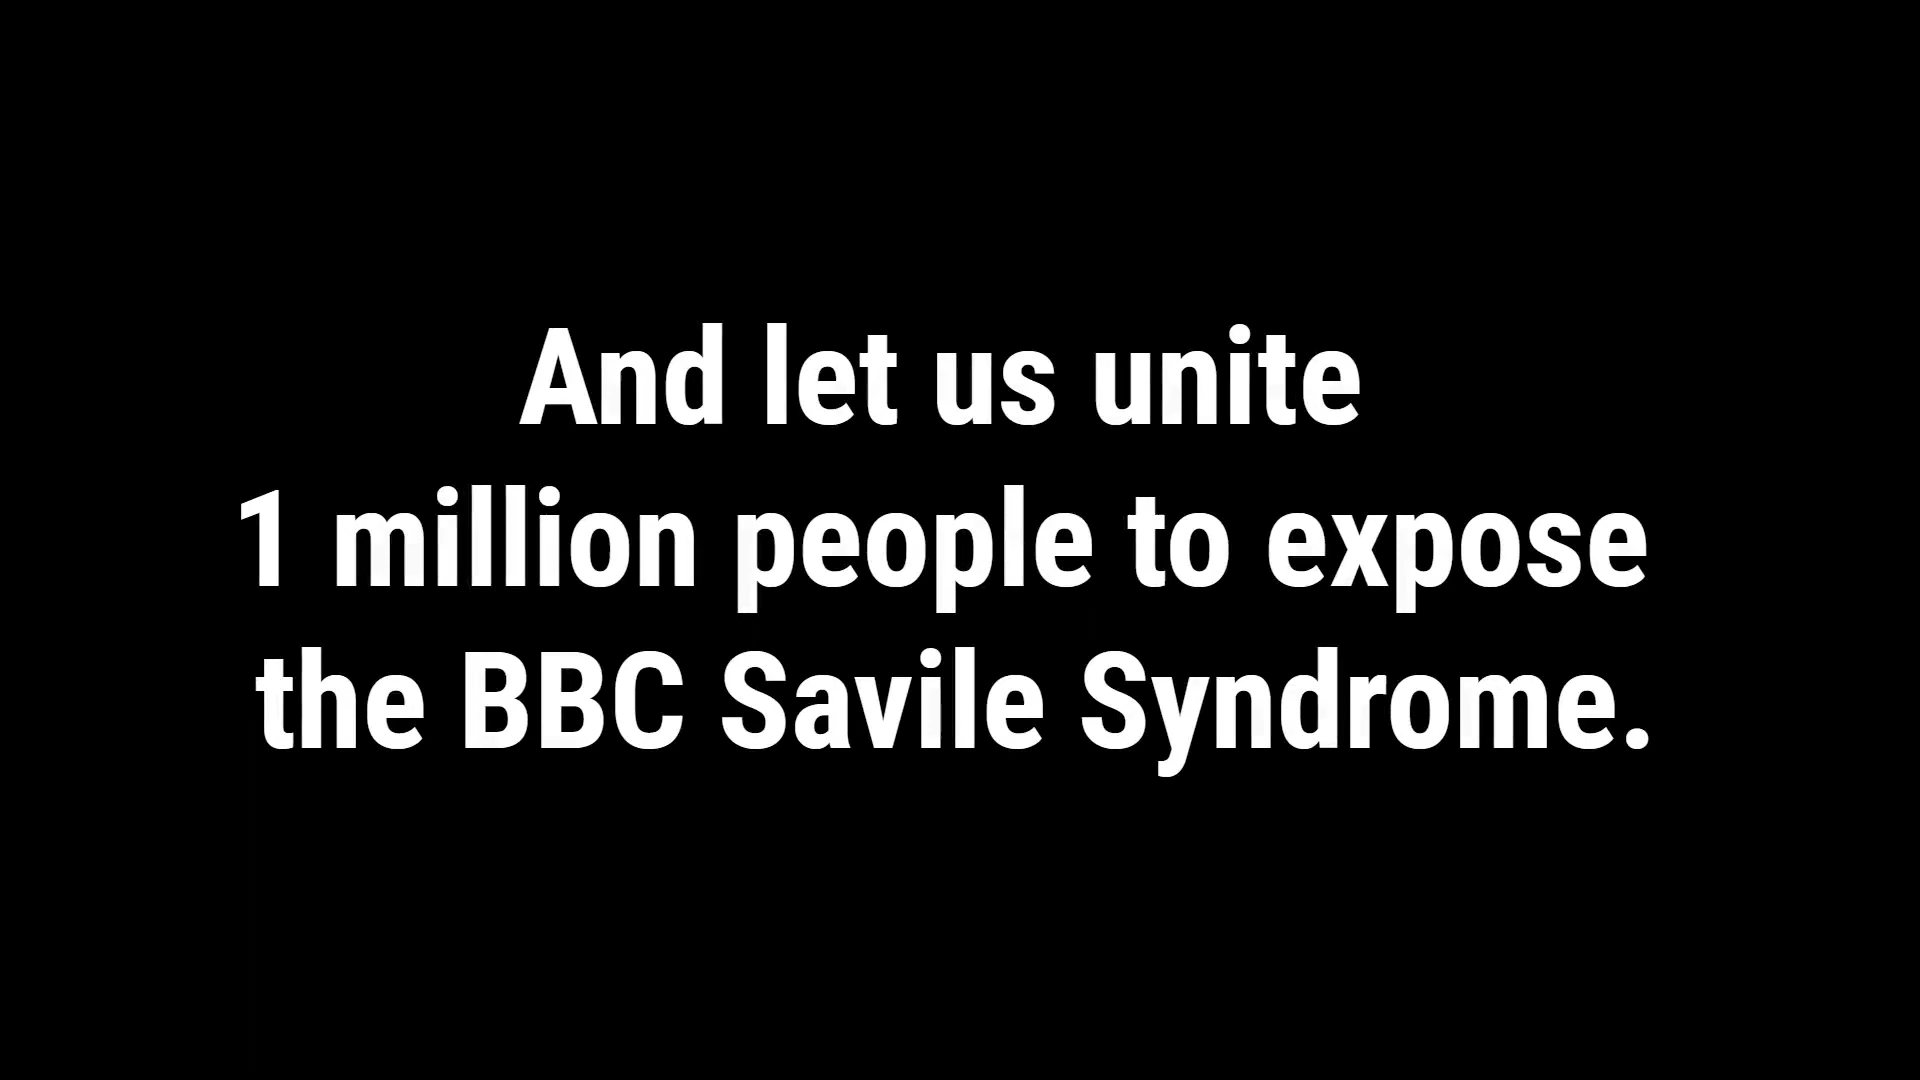 And let us unite
1 million people to expose
the BBC Savile Syndrome.